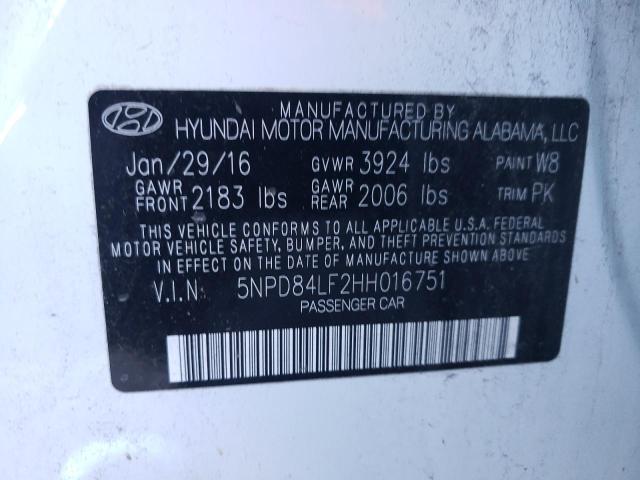 MANUFACTURED BY
HYUNDAI MOTOR MANUFACTURING ALABAMA, LLC
Jan/29/16 GVWR 3924 lbs PAINT W8
GAWR FRONT 2183 lbs GAWR REAR 2006 lbs TRIM PK
THIS VEHICLE CONFORMS TO ALL APPLICABLE U.S.A. FEDERAL
MOTOR VEHICLE SAFETY, BUMPER, AND THEFT PREVENTION
STANDARDS IN EFFECT ON THE DATE OF MANUFACTURE SHOWN ABOVE
V.I.N: 5NPD84LF2HH016751
PASSENGER CAR